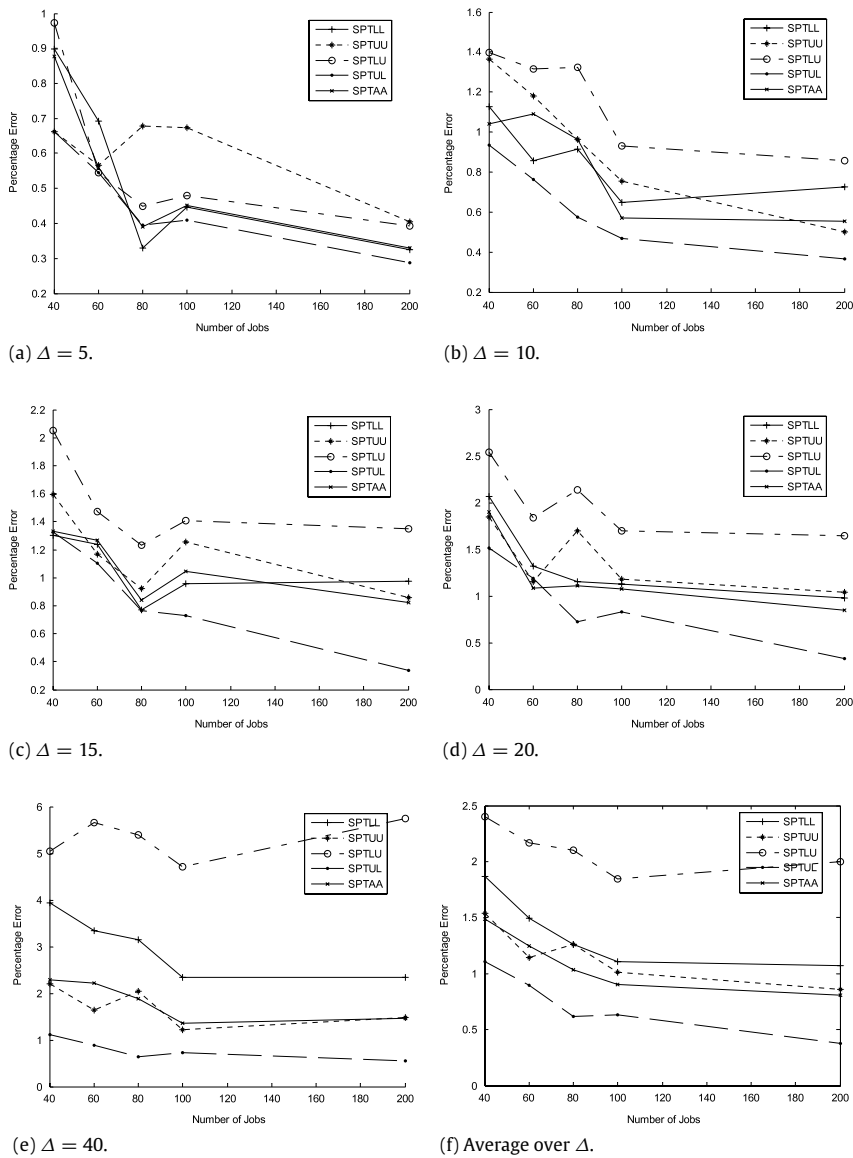 1
0.9
0.8
0.7
0.6
0.5
0.4
0.3
0.2
Percentage Error
40 60 80 100 120 140 160 180 200
Number of Jobs
SPTLL
SPTUU
SPTLU
SPTUL
SPTAA
(a) Δ = 5.
1.6
1.4
1.2
1
0.8
0.6
0.4
0.2
Percentage Error
40 60 80 100 120 140 160 180 200
Number of Jobs
SPTLL
SPTUU
SPTLU
SPTUL
SPTAA
(b) Δ = 10.
2.2
2
1.8
1.6
1.4
1.2
1
0.8
0.6
0.4
0.2
Percentage Error
40 60 80 100 120 140 160 180 200
Number of Jobs
SPTLL
SPTUU
SPTLU
SPTUL
SPTAA
(c) Δ = 15.
3
2.5
2
1.5
1
0.5
0
Percentage Error
40 60 80 100 120 140 160 180 200
Number of Jobs
SPTLL
SPTUU
SPTLU
SPTUL
SPTAA
(d) Δ = 20.
6
5
4
3
2
1
0
Percentage Error
40 60 80 100 120 140 160 180 200
Number of Jobs
SPTLL
SPTUU
SPTLU
SPTUL
SPTAA
(e) Δ = 40.
2.5
2
1.5
1
0.5
0
Percentage Error
40 60 80 100 120 140 160 180 200
Number of Jobs
SPTLL
SPTUU
SPTLU
SPTUL
SPTAA
(f) Average over Δ.